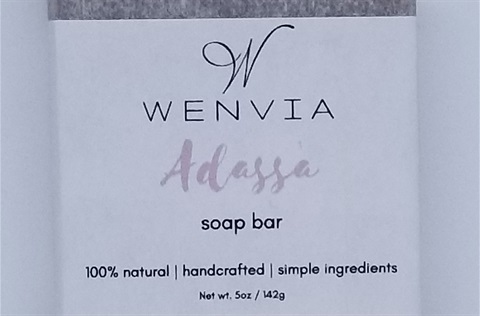 W
WENVIA
Adassa
soap bar
100% natural | handcrafted | simple ingredients
Net wt. 5oz / 142g